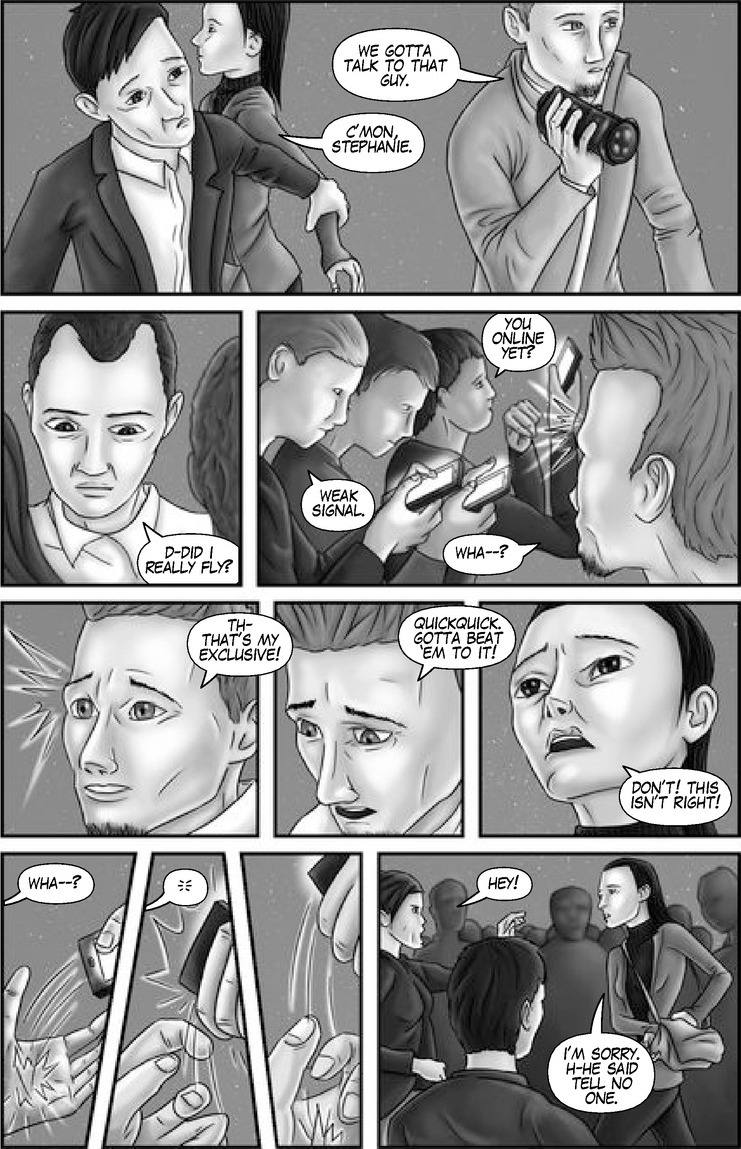 WE GOTTA
TALK TO THAT
GUY.
C'MON,
STEPHANIE.
D-DID I
REALLY FLY?
YOU
ONLINE
YET?
WEAK
SIGNAL.
WHA--?
TH-
THAT'S MY
EXCLUSIVE!
QUICKQUICK.
GOTTA BEAT
'EM TO IT!
DON'T! THIS
ISN'T RIGHT!
WHA--?
HEY!
I'M SORRY.
H-HE SAID
TELL NO
ONE.